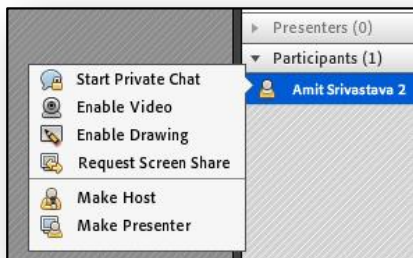 Presenters (0)
Participants (1)
Amit Srivastava 2
Start Private Chat
Enable Video
Enable Drawing
Request Screen Share
Make Host
Make Presenter